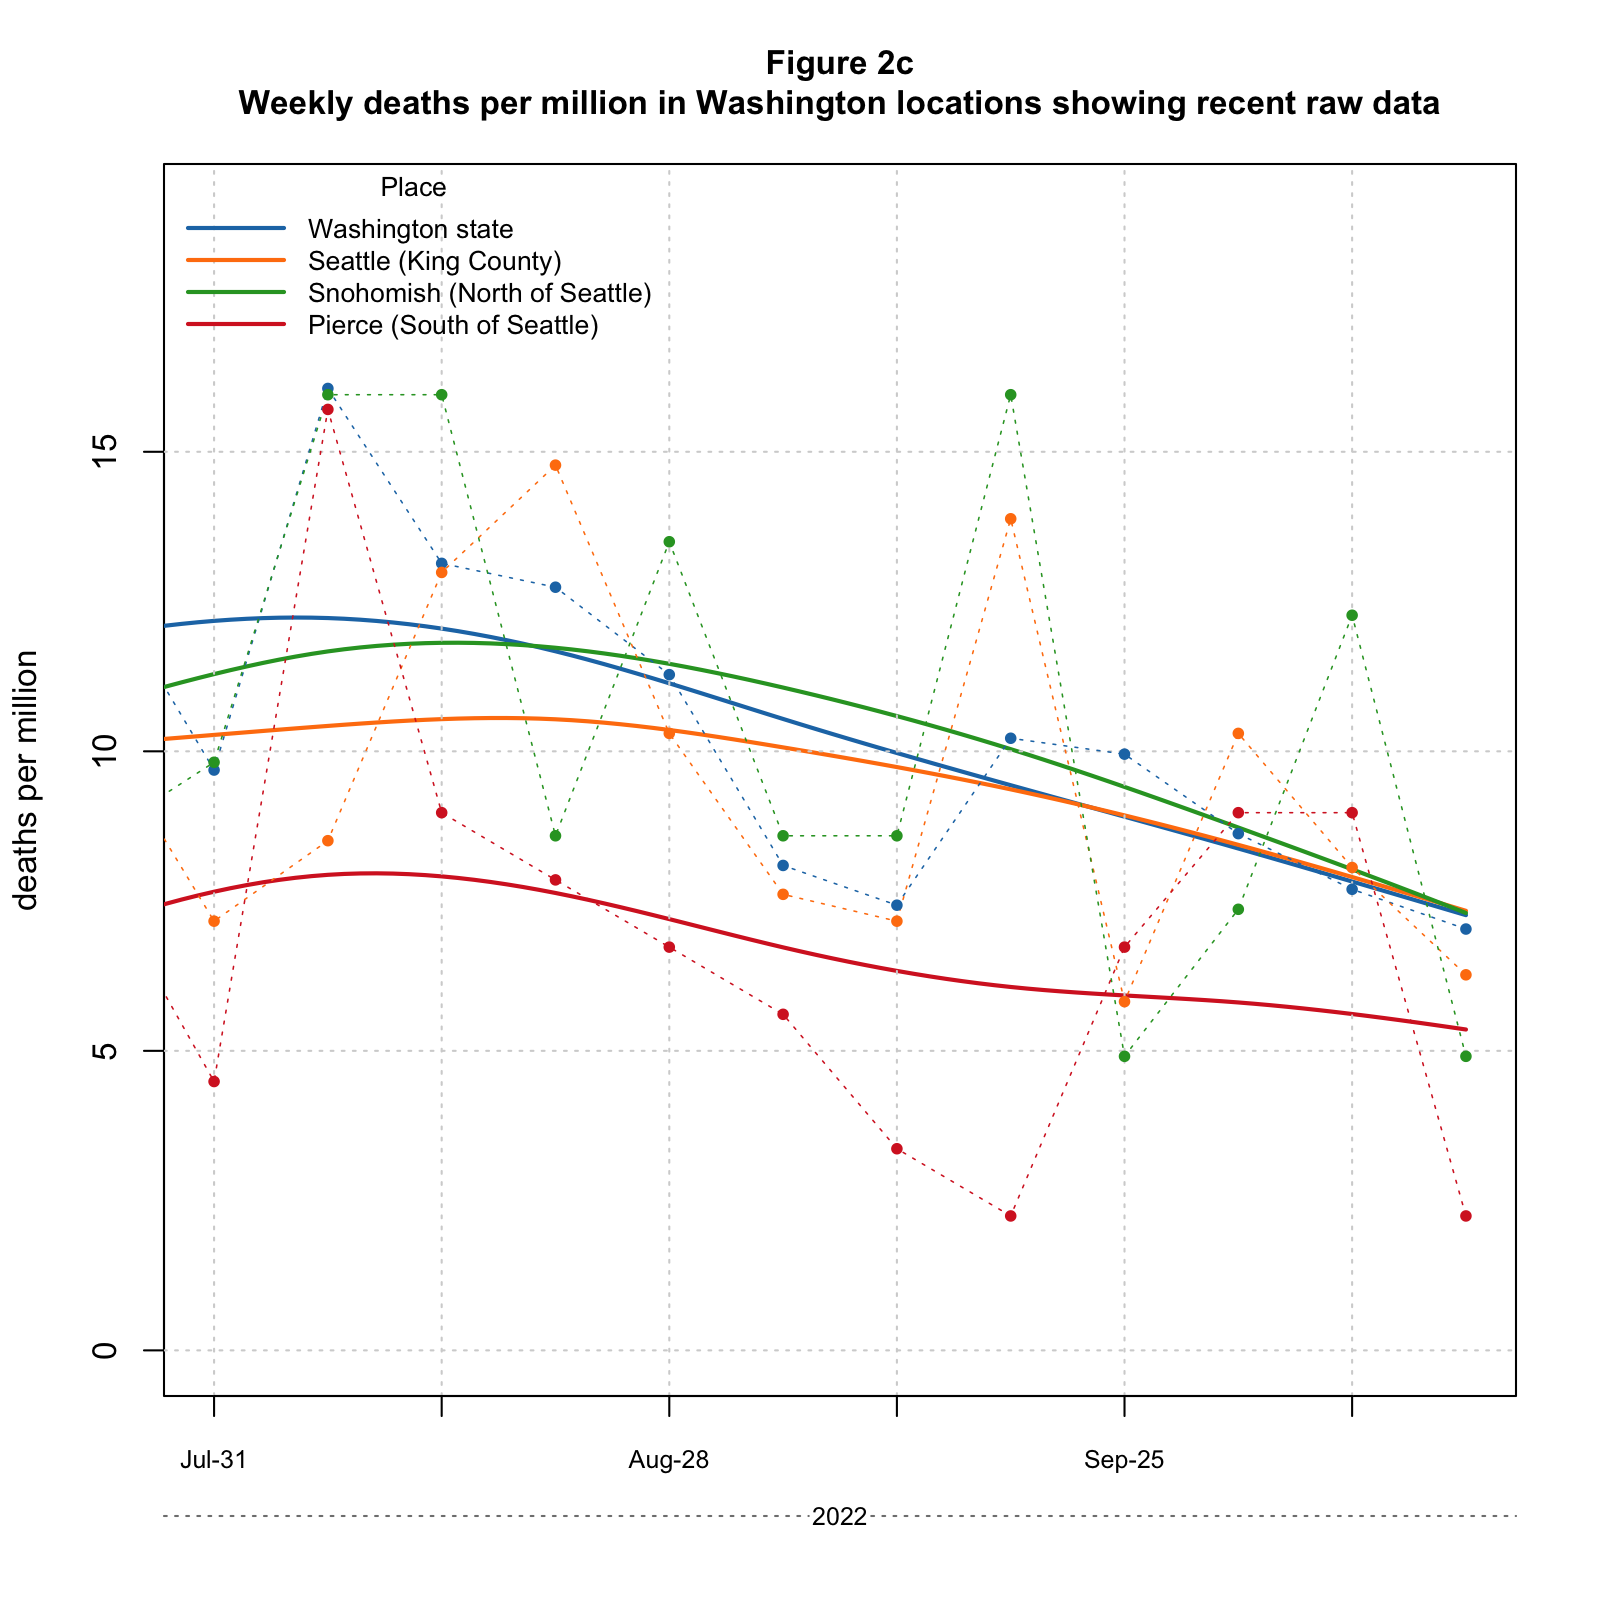 Figure 2c
Weekly deaths per million in Washington locations showing recent raw data
Place
Washington state
Seattle (King County)
Snohomish (North of Seattle)
Pierce (South of Seattle)
deaths per million
15
10
5
0
Jul-31
Aug-28
Sep-25
2022